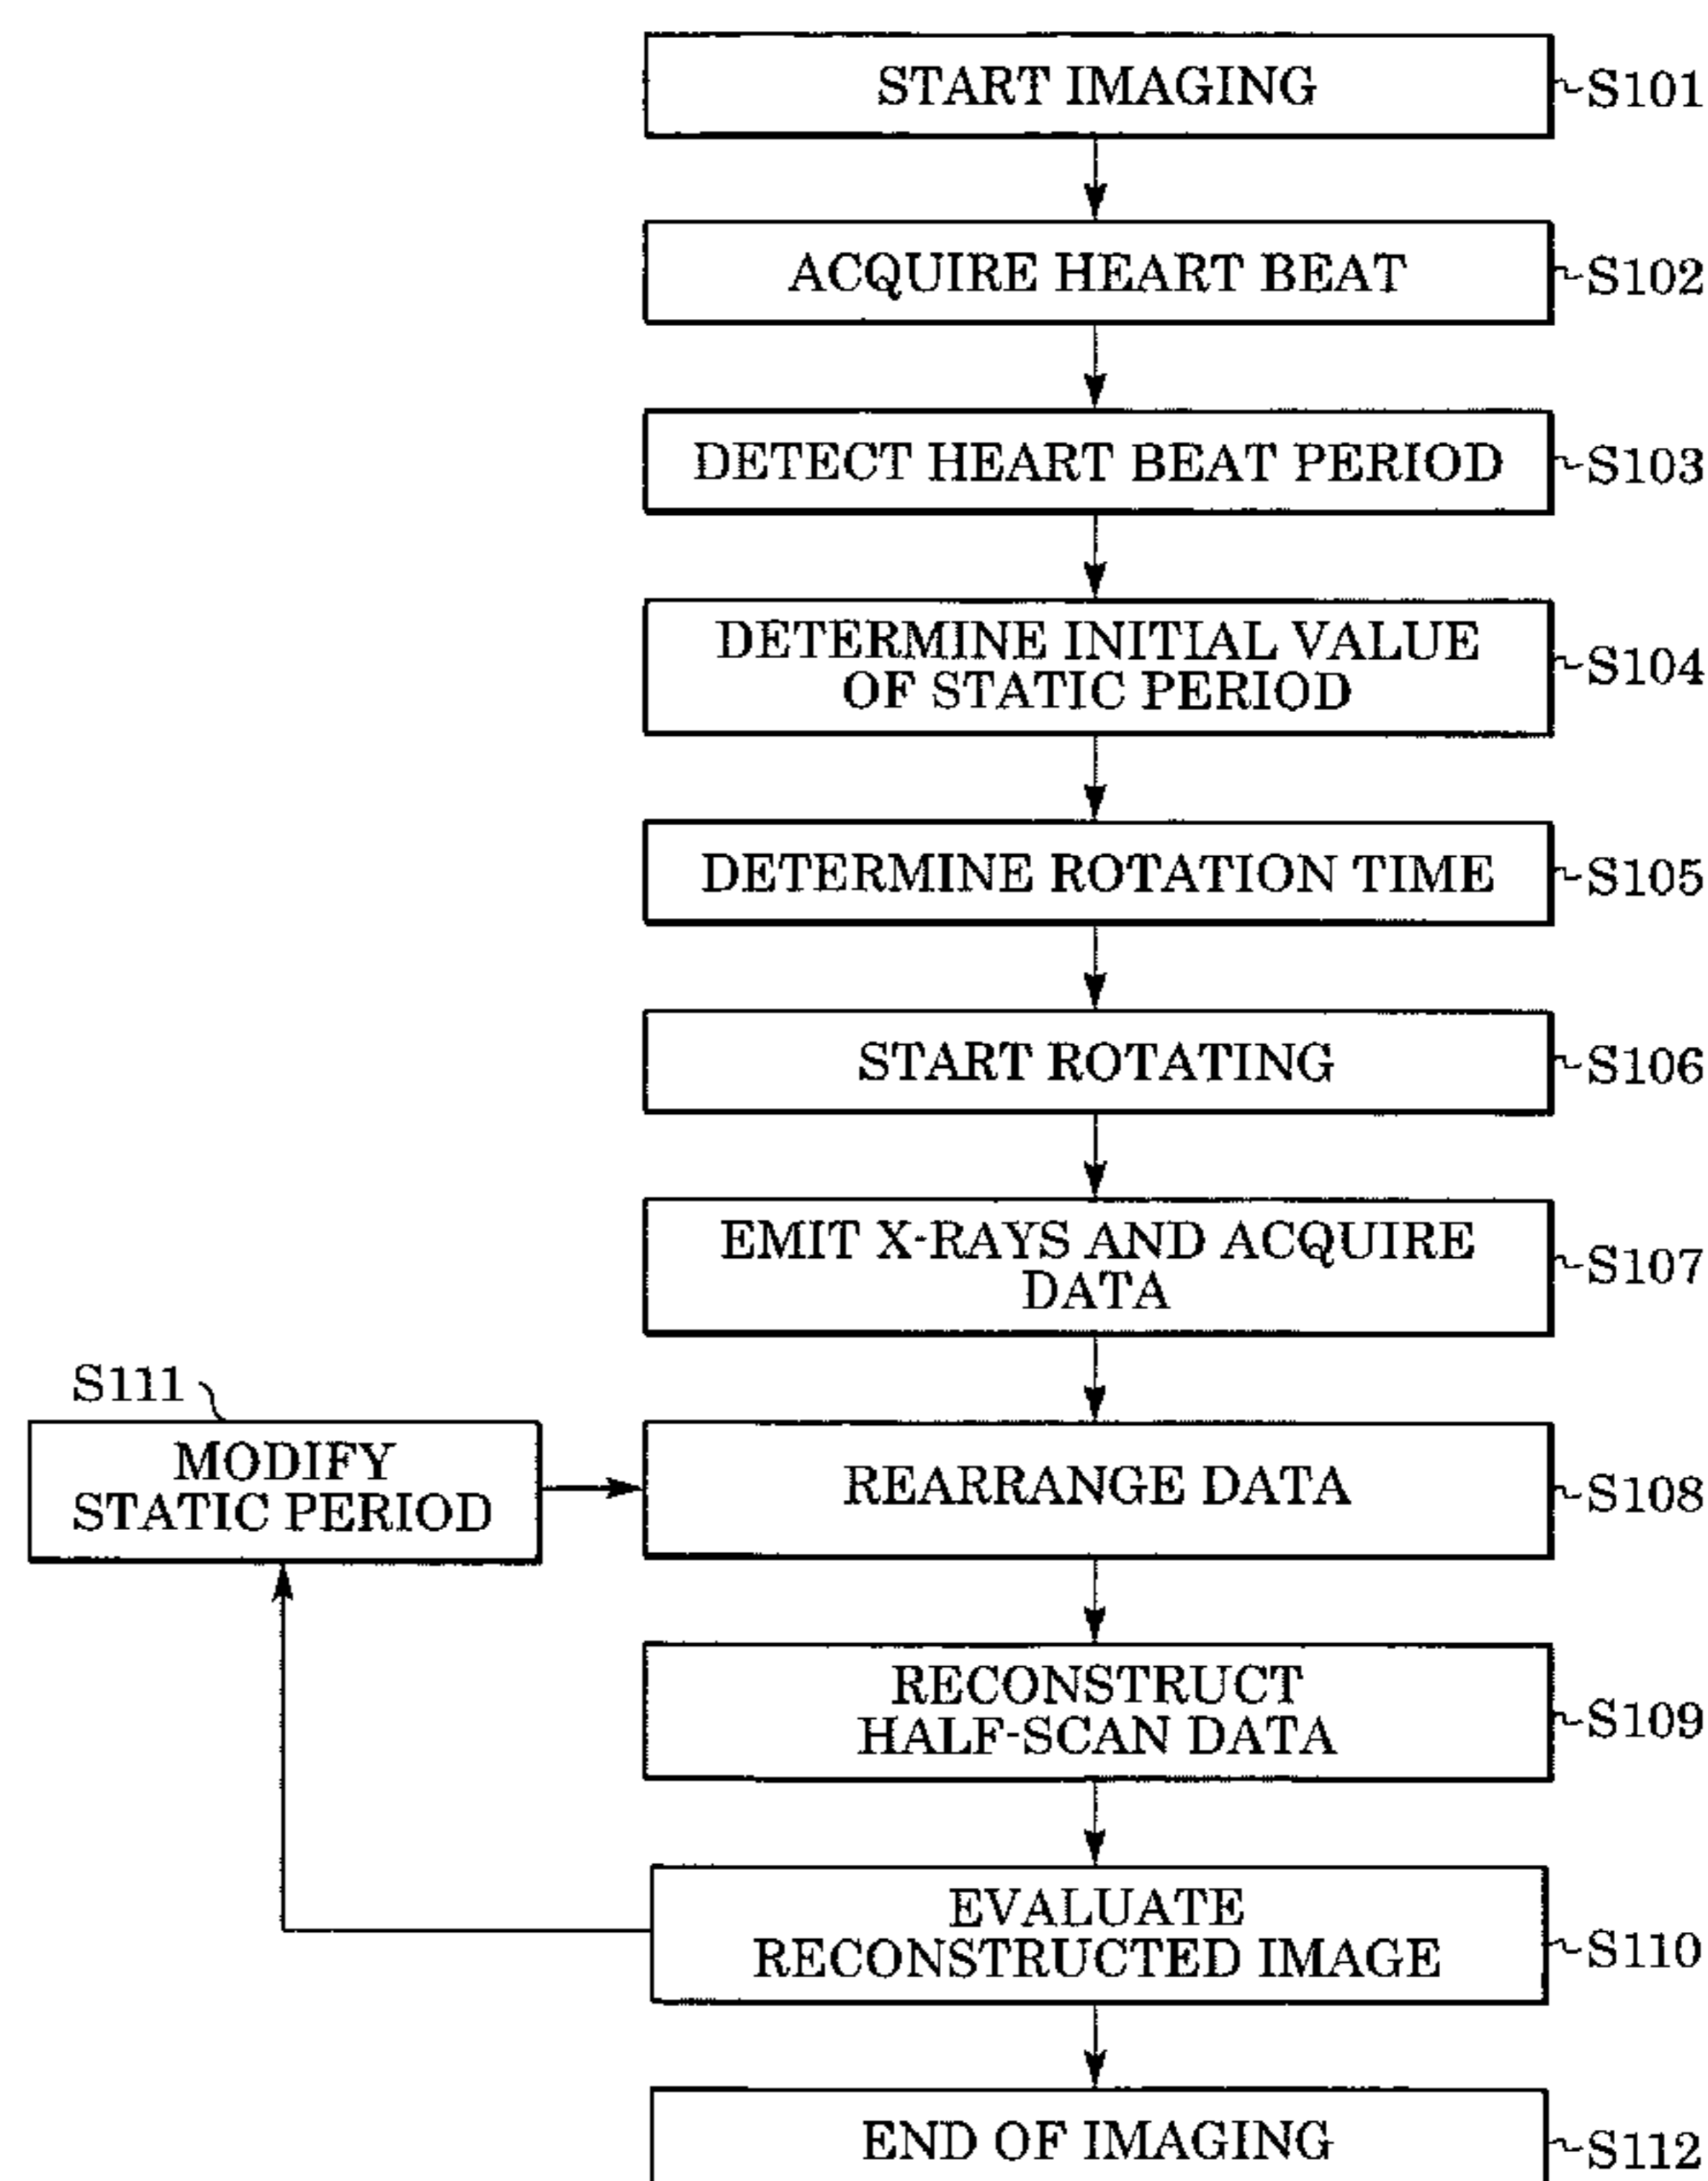 START IMAGING
S101
ACQUIRE HEART BEAT
S102
DETECT HEART BEAT PERIOD
S103
DETERMINE INITIAL VALUE
OF STATIC PERIOD
S104
DETERMINE ROTATION TIME
S105
START ROTATING
S106
EMIT X-RAYS AND ACQUIRE
DATA
S107
S111
MODIFY
STATIC PERIOD
REARRANGE DATA
S108
RECONSTRUCT
HALF-SCAN DATA
S109
EVALUATE
RECONSTRUCTED IMAGE
S110
END OF IMAGING
S112